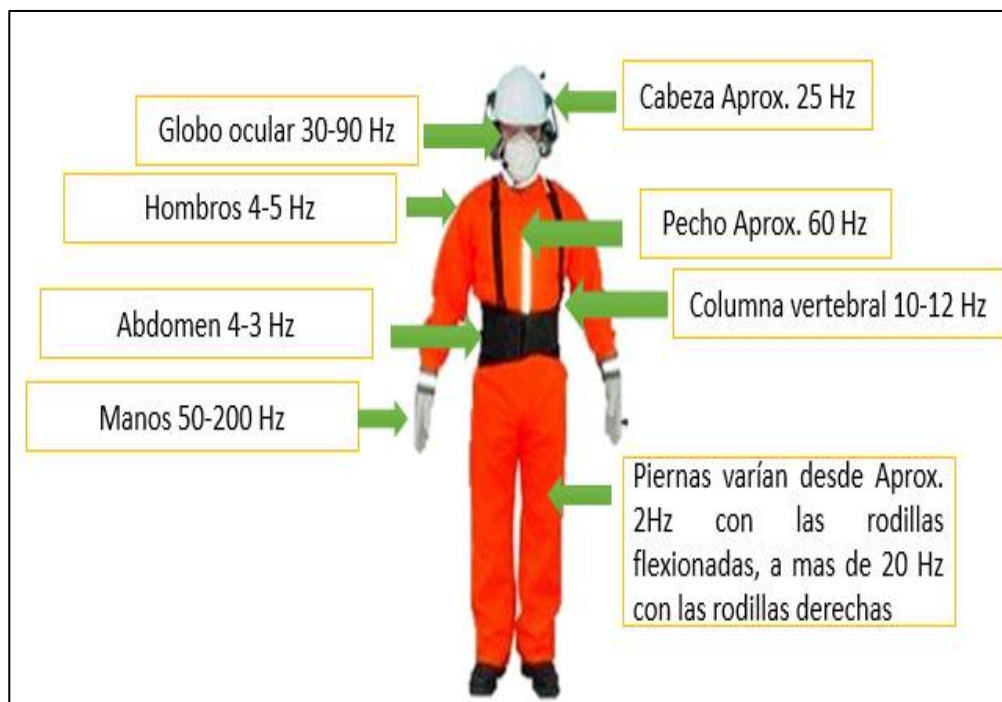 Cabeza Aprox. 25 Hz
Globo ocular 30-90 Hz
Hombros 4-5 Hz
Pecho Aprox. 60 Hz
Columna vertebral 10-12 Hz
Abdomen 4-3 Hz
Manos 50-200 Hz
Piernas varían desde Aprox.
2Hz con las rodillas
flexionadas, a mas de 20 Hz
con las rodillas derechas